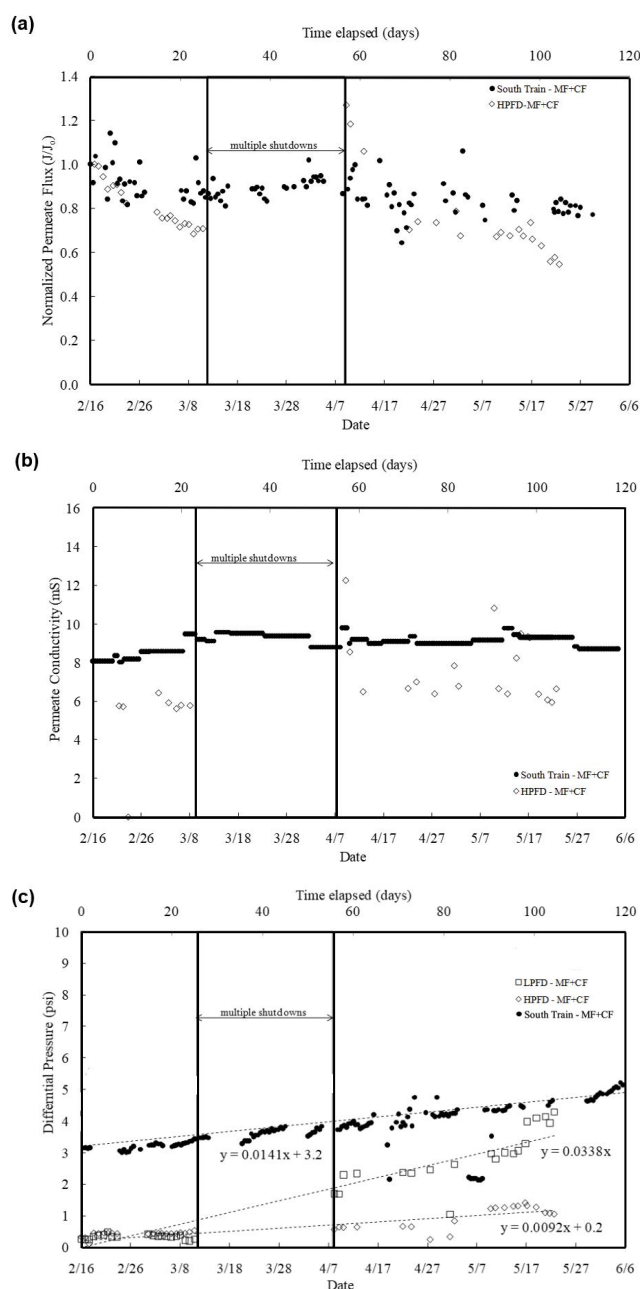 (a)
Time elapsed (days)
0 20 40 60 80 100 120
1.4
South Train - MF+CF
HPFD-MF+CF
1.2
multiple shutdowns
1.0
0.8
0.6
0.4
0.2
0.0
Normalized Permeate Flux (J/J₀)
2/16 2/26 3/8 3/18 3/28 4/7 4/17 4/27 5/7 5/17 5/27 6/6
Date
(b)
Time elapsed (days)
0 20 40 60 80 100 120
16
14
multiple shutdowns
12
10
8
6
4
2
0
Permeate Conductivity (mS)
South Train - MF+CF
HPFD - MF+CF
2/16 2/26 3/8 3/18 3/28 4/7 4/17 4/27 5/7 5/17 5/27 6/6
Date
(c)
Time elapsed (days)
0 20 40 60 80 100 120
10
9
8
7
6
5
4
3
2
1
0
Differntial Pressure (psi)
LPFD - MF+CF
HPFD - MF+CF
South Train - MF+CF
multiple shutdowns
y = 0.0141x + 3.2
y = 0.0338x
y = 0.0092x + 0.2
2/16 2/26 3/8 3/18 3/28 4/7 4/17 4/27 5/7 5/17 5/27 6/6
Date